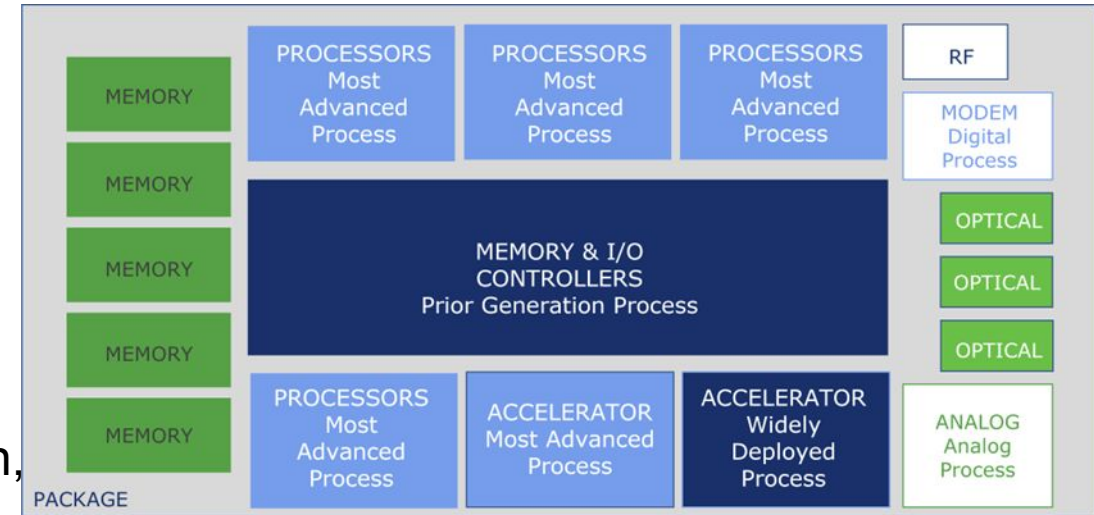 MEMORY
MEMORY
MEMORY
MEMORY
MEMORY
PROCESSORS
Most
Advanced
Process
PROCESSORS
Most
Advanced
Process
PROCESSORS
Most
Advanced
Process
RF
MODEM
Digital
Process
MEMORY & I/O
CONTROLLERS
Prior Generation Process
OPTICAL
OPTICAL
OPTICAL
PROCESSORS
Most
Advanced
Process
ACCELERATOR
Most Advanced
Process
ACCELERATOR
Widely
Deployed
Process
ANALOG
Analog
Process
PACKAGE